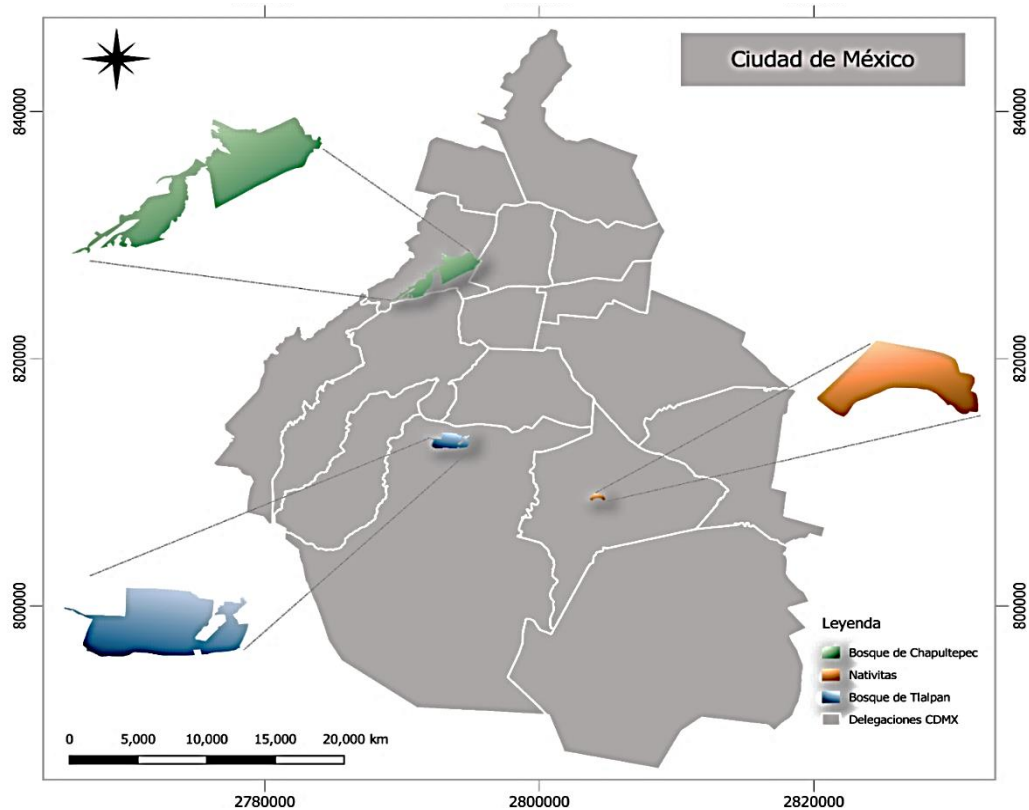 Ciudad de México
840000
840000
820000
820000
800000
800000
Leyenda
Bosque de Chapultepec
Nativitas
Bosque de Tlalpan
Delegaciones CDMX
0 5,000 10,000 15,000 20,000 km
2780000 2800000 2820000